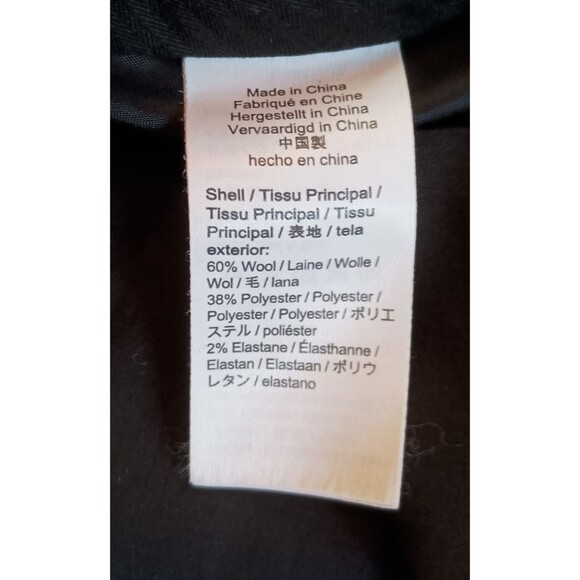 Made in China
Fabriqué en Chine
Hergestellt in China
Vervaardigd in China
中国製
hecho en china
Shell / Tissu Principal /
Tissu Principal / Tissu
Principal / 表地 / tela
exterior:
60% Wool / Laine / Wolle /
Wol / 毛 / lana
38% Polyester / Polyester /
Polyester / Polyester / ポリエ
ステル / poliéster
2% Elastane / Élasthanne /
Elastan / Elastaan / ポリウ
レタン / elastano